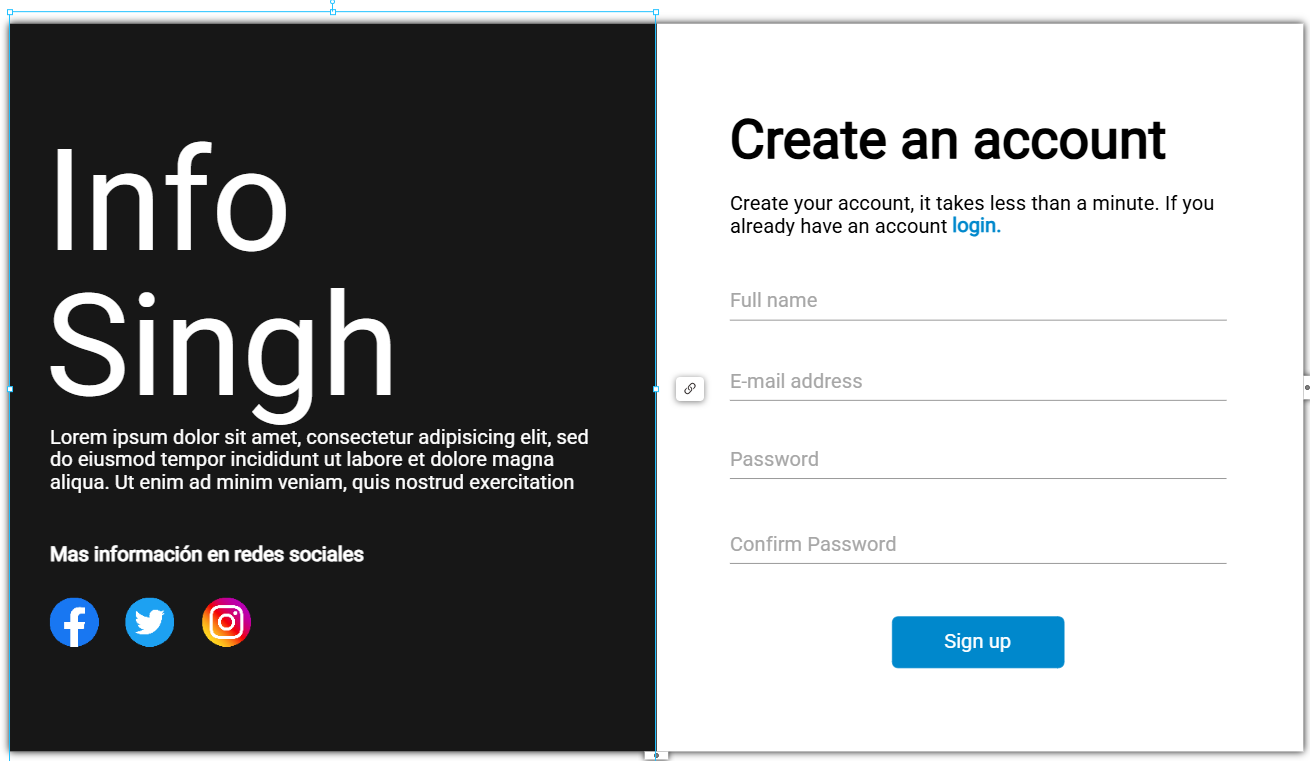 Info
Singh
Lorem ipsum dolor sit amet, consectetur adipisicing elit, sed
do eiusmod tempor incididunt ut labore et dolore magna
aliqua. Ut enim ad minim veniam, quis nostrud exercitation
Mas información en redes sociales
Create an account
Create your account, it takes less than a minute. If you
already have an account login.
Full name
E-mail address
Password
Confirm Password
Sign up